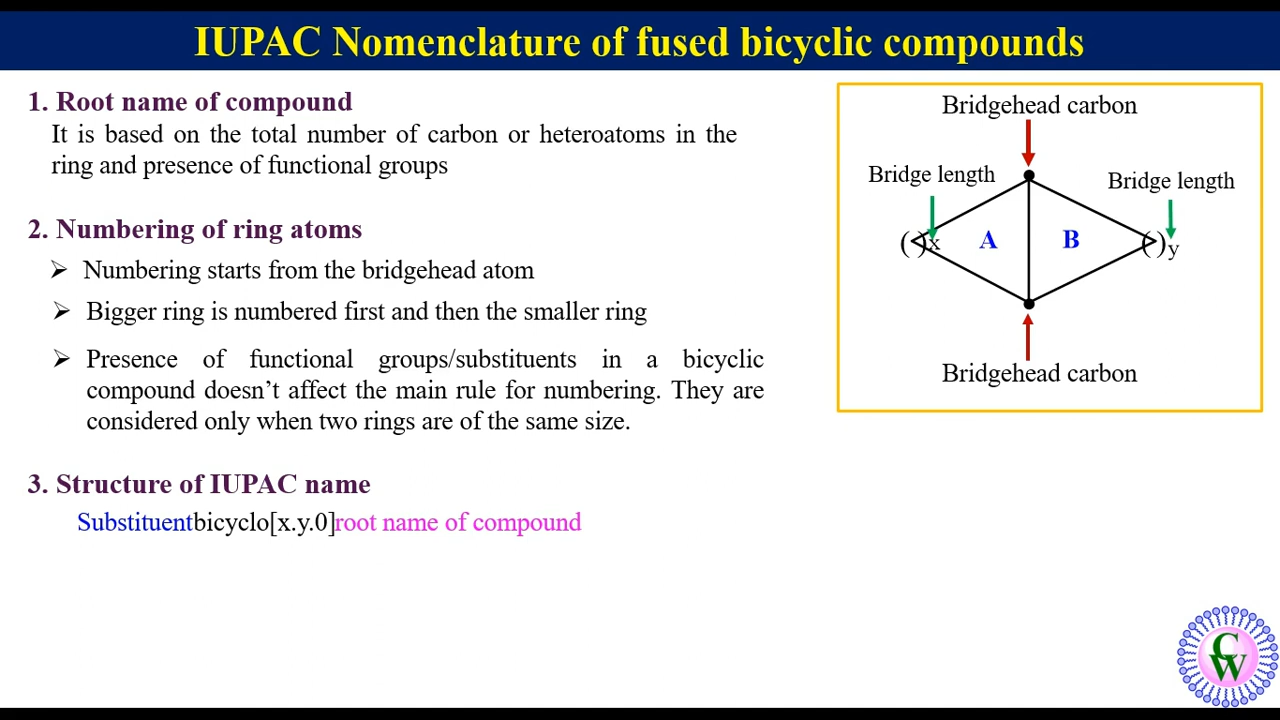 IUPAC Nomenclature of fused bicyclic compounds
1. Root name of compound
It is based on the total number of carbon or heteroatoms in the
ring and presence of functional groups
2. Numbering of ring atoms
➢ Numbering starts from the bridgehead atom
➢ Bigger ring is numbered first and then the smaller ring
➢ Presence of functional groups/substituents in a bicyclic
compound doesn't affect the main rule for numbering. They are
considered only when two rings are of the same size.
3. Structure of IUPAC name
Substituentbicyclo[x.y.0]root name of compound
Bridgehead carbon
Bridge length
Bridge length
( )x A B ( )y
Bridgehead carbon
CW